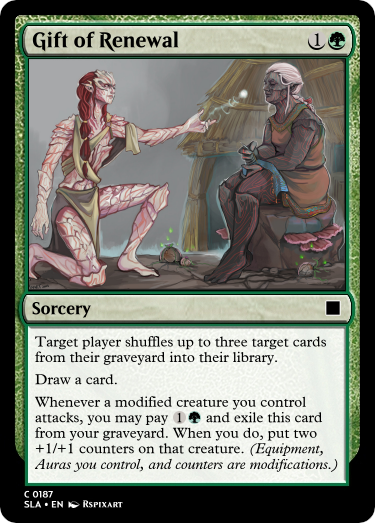 Gift of Renewal 1
Sorcery
Target player shuffles up to three target cards
from their graveyard into their library.
Draw a card.
Whenever a modified creature you control
attacks, you may pay 1 and exile this card
from your graveyard. When you do, put two
+1/+1 counters on that creature. (Equipment,
Auras you control, and counters are modifications.)
C 0187
SLA • EN Rspixart